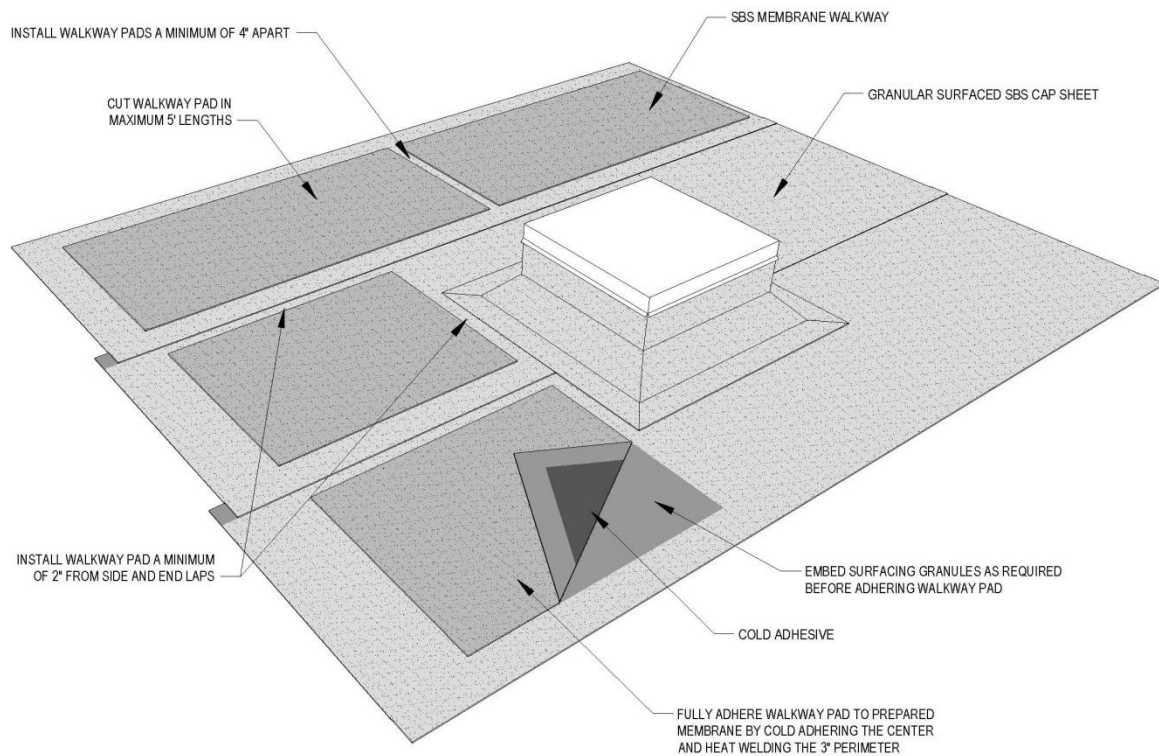 SBS MEMBRANE WALKWAY
INSTALL WALKWAY PADS A MINIMUM OF 4" APART
GRANULAR SURFACED SBS CAP SHEET
CUT WALKWAY PAD IN
MAXIMUM 5' LENGTHS
INSTALL WALKWAY PAD A MINIMUM
OF 2" FROM SIDE AND END LAPS
EMBED SURFACING GRANULES AS REQUIRED
BEFORE ADHERING WALKWAY PAD
COLD ADHESIVE
FULLY ADHERE WALKWAY PAD TO PREPARED
MEMBRANE BY COLD ADHERING THE CENTER
AND HEAT WELDING THE 3" PERIMETER